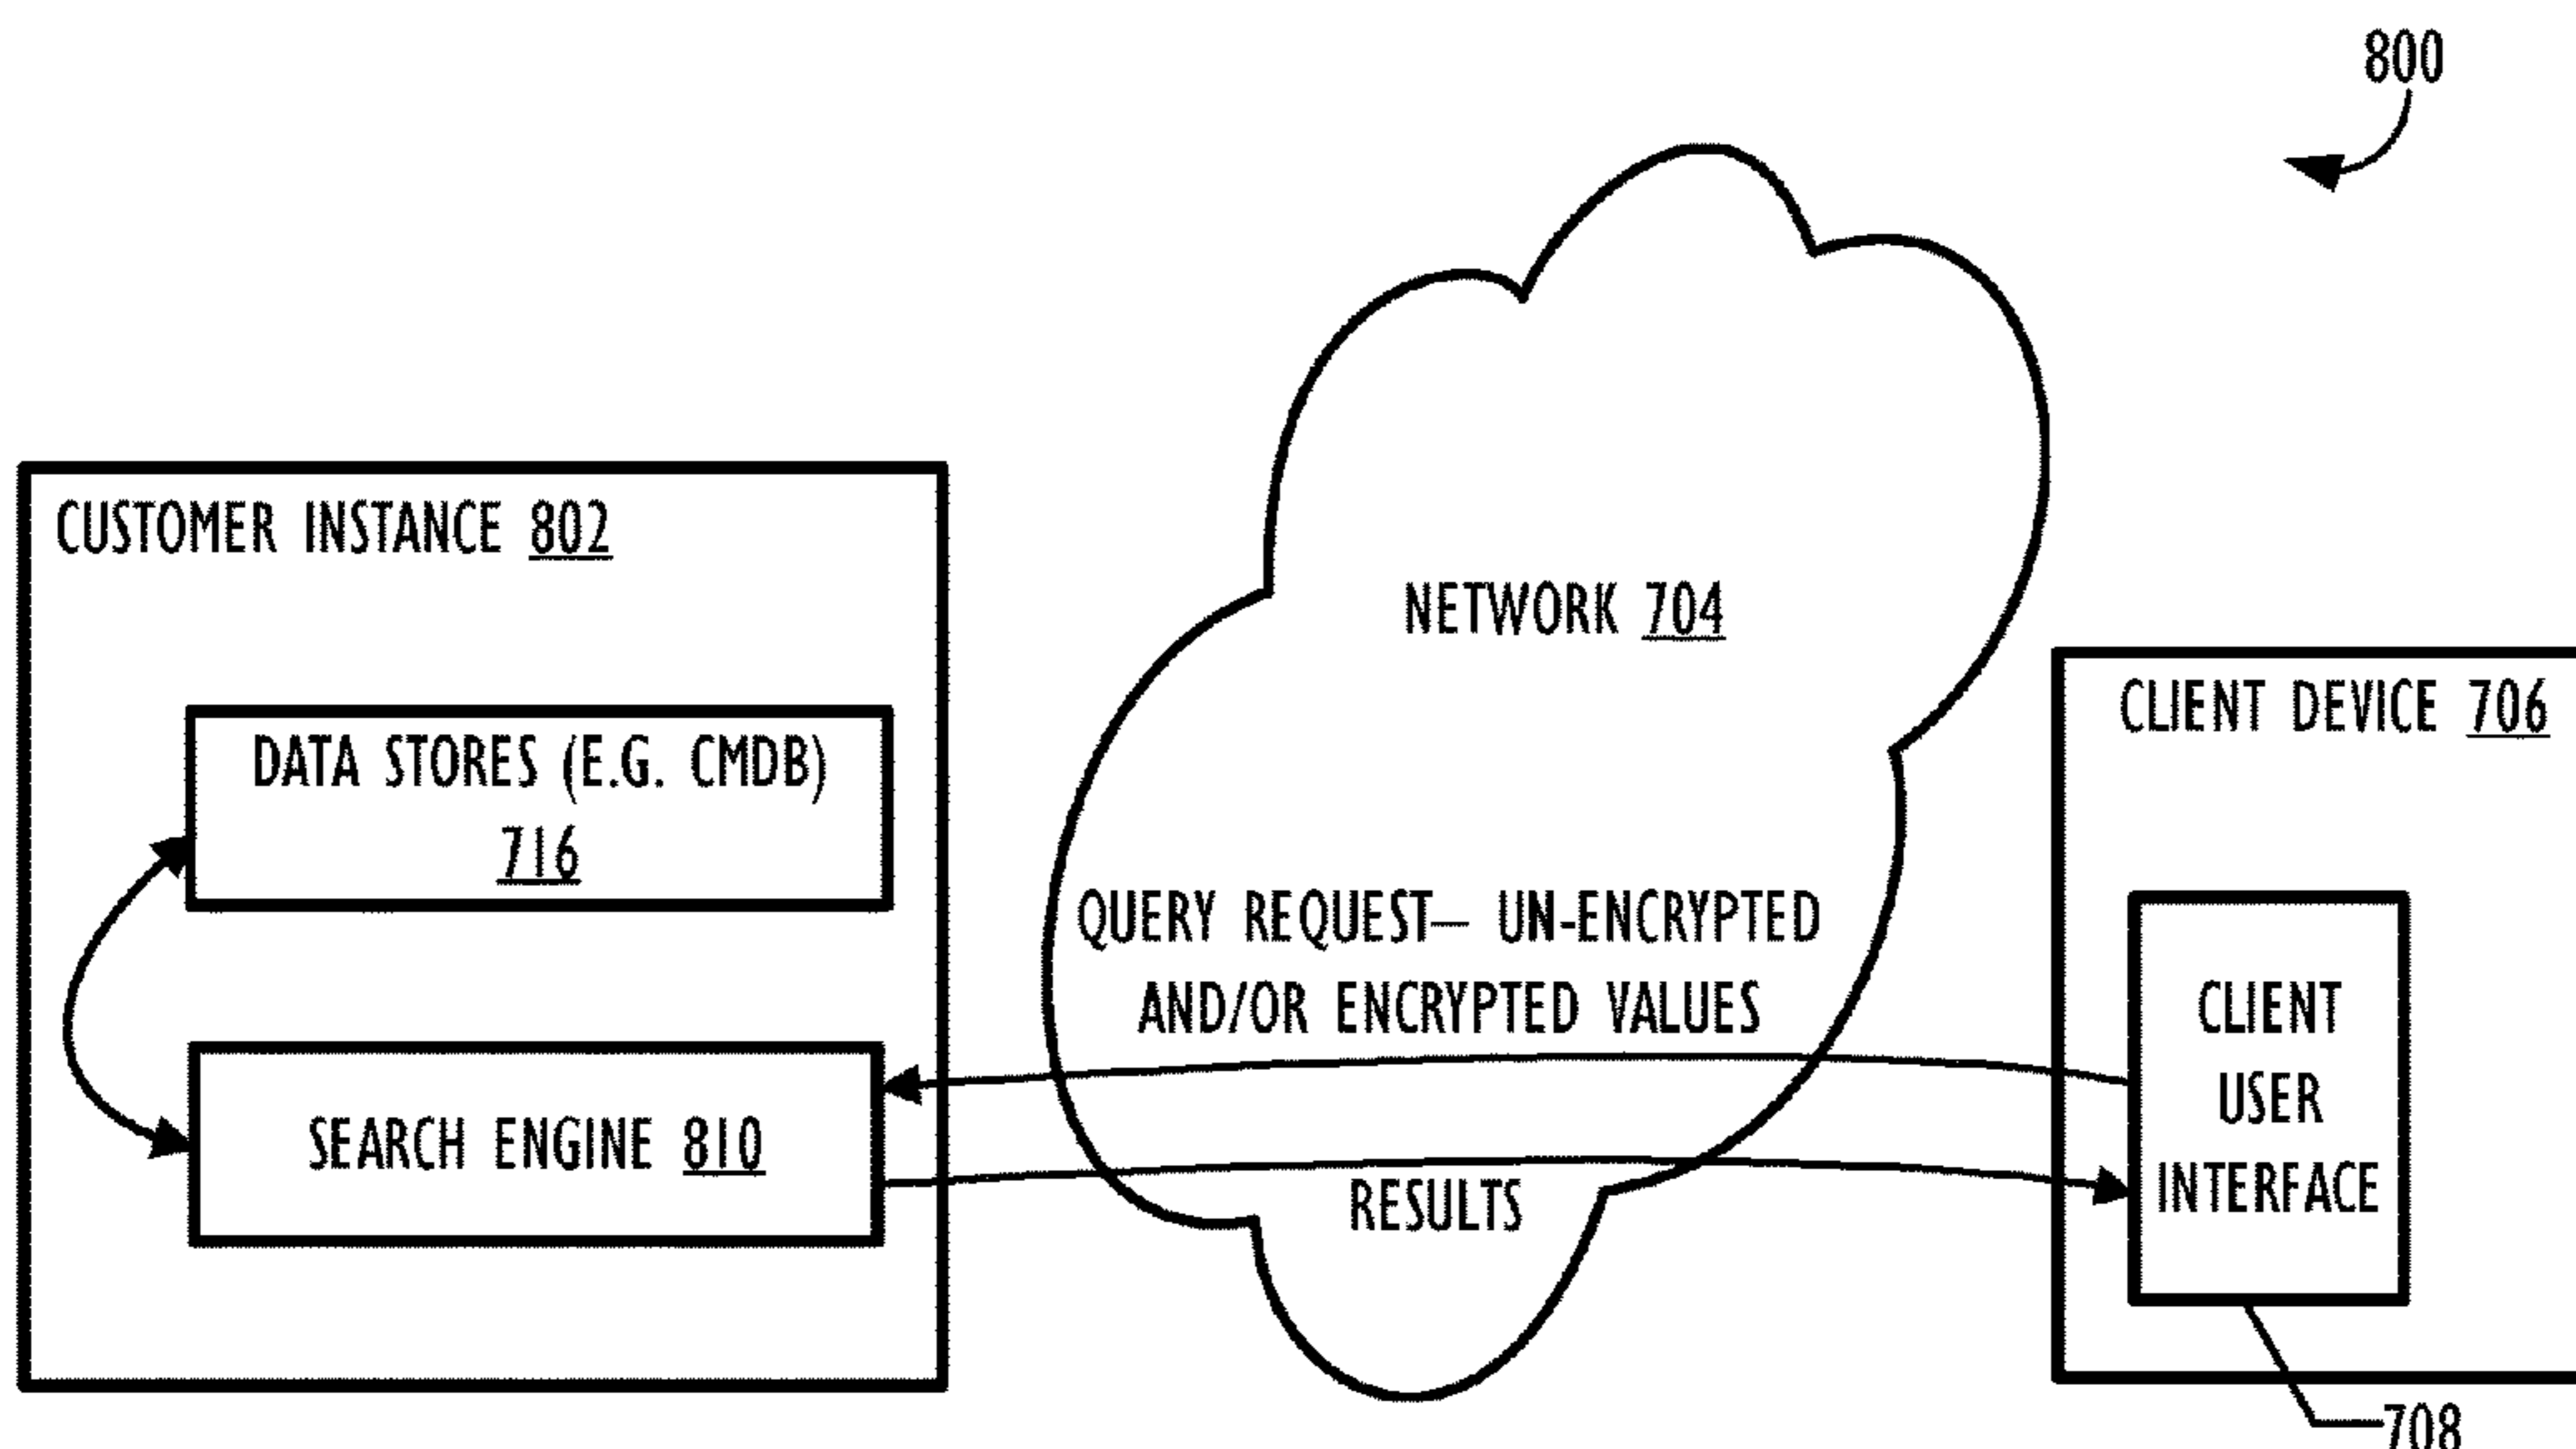 800
CUSTOMER INSTANCE 802
DATA STORES (E.G. CMDB)
716
SEARCH ENGINE 810
NETWORK 704
QUERY REQUEST— UN-ENCRYPTED
AND/OR ENCRYPTED VALUES
RESULTS
CLIENT DEVICE 706
CLIENT
USER
INTERFACE
708